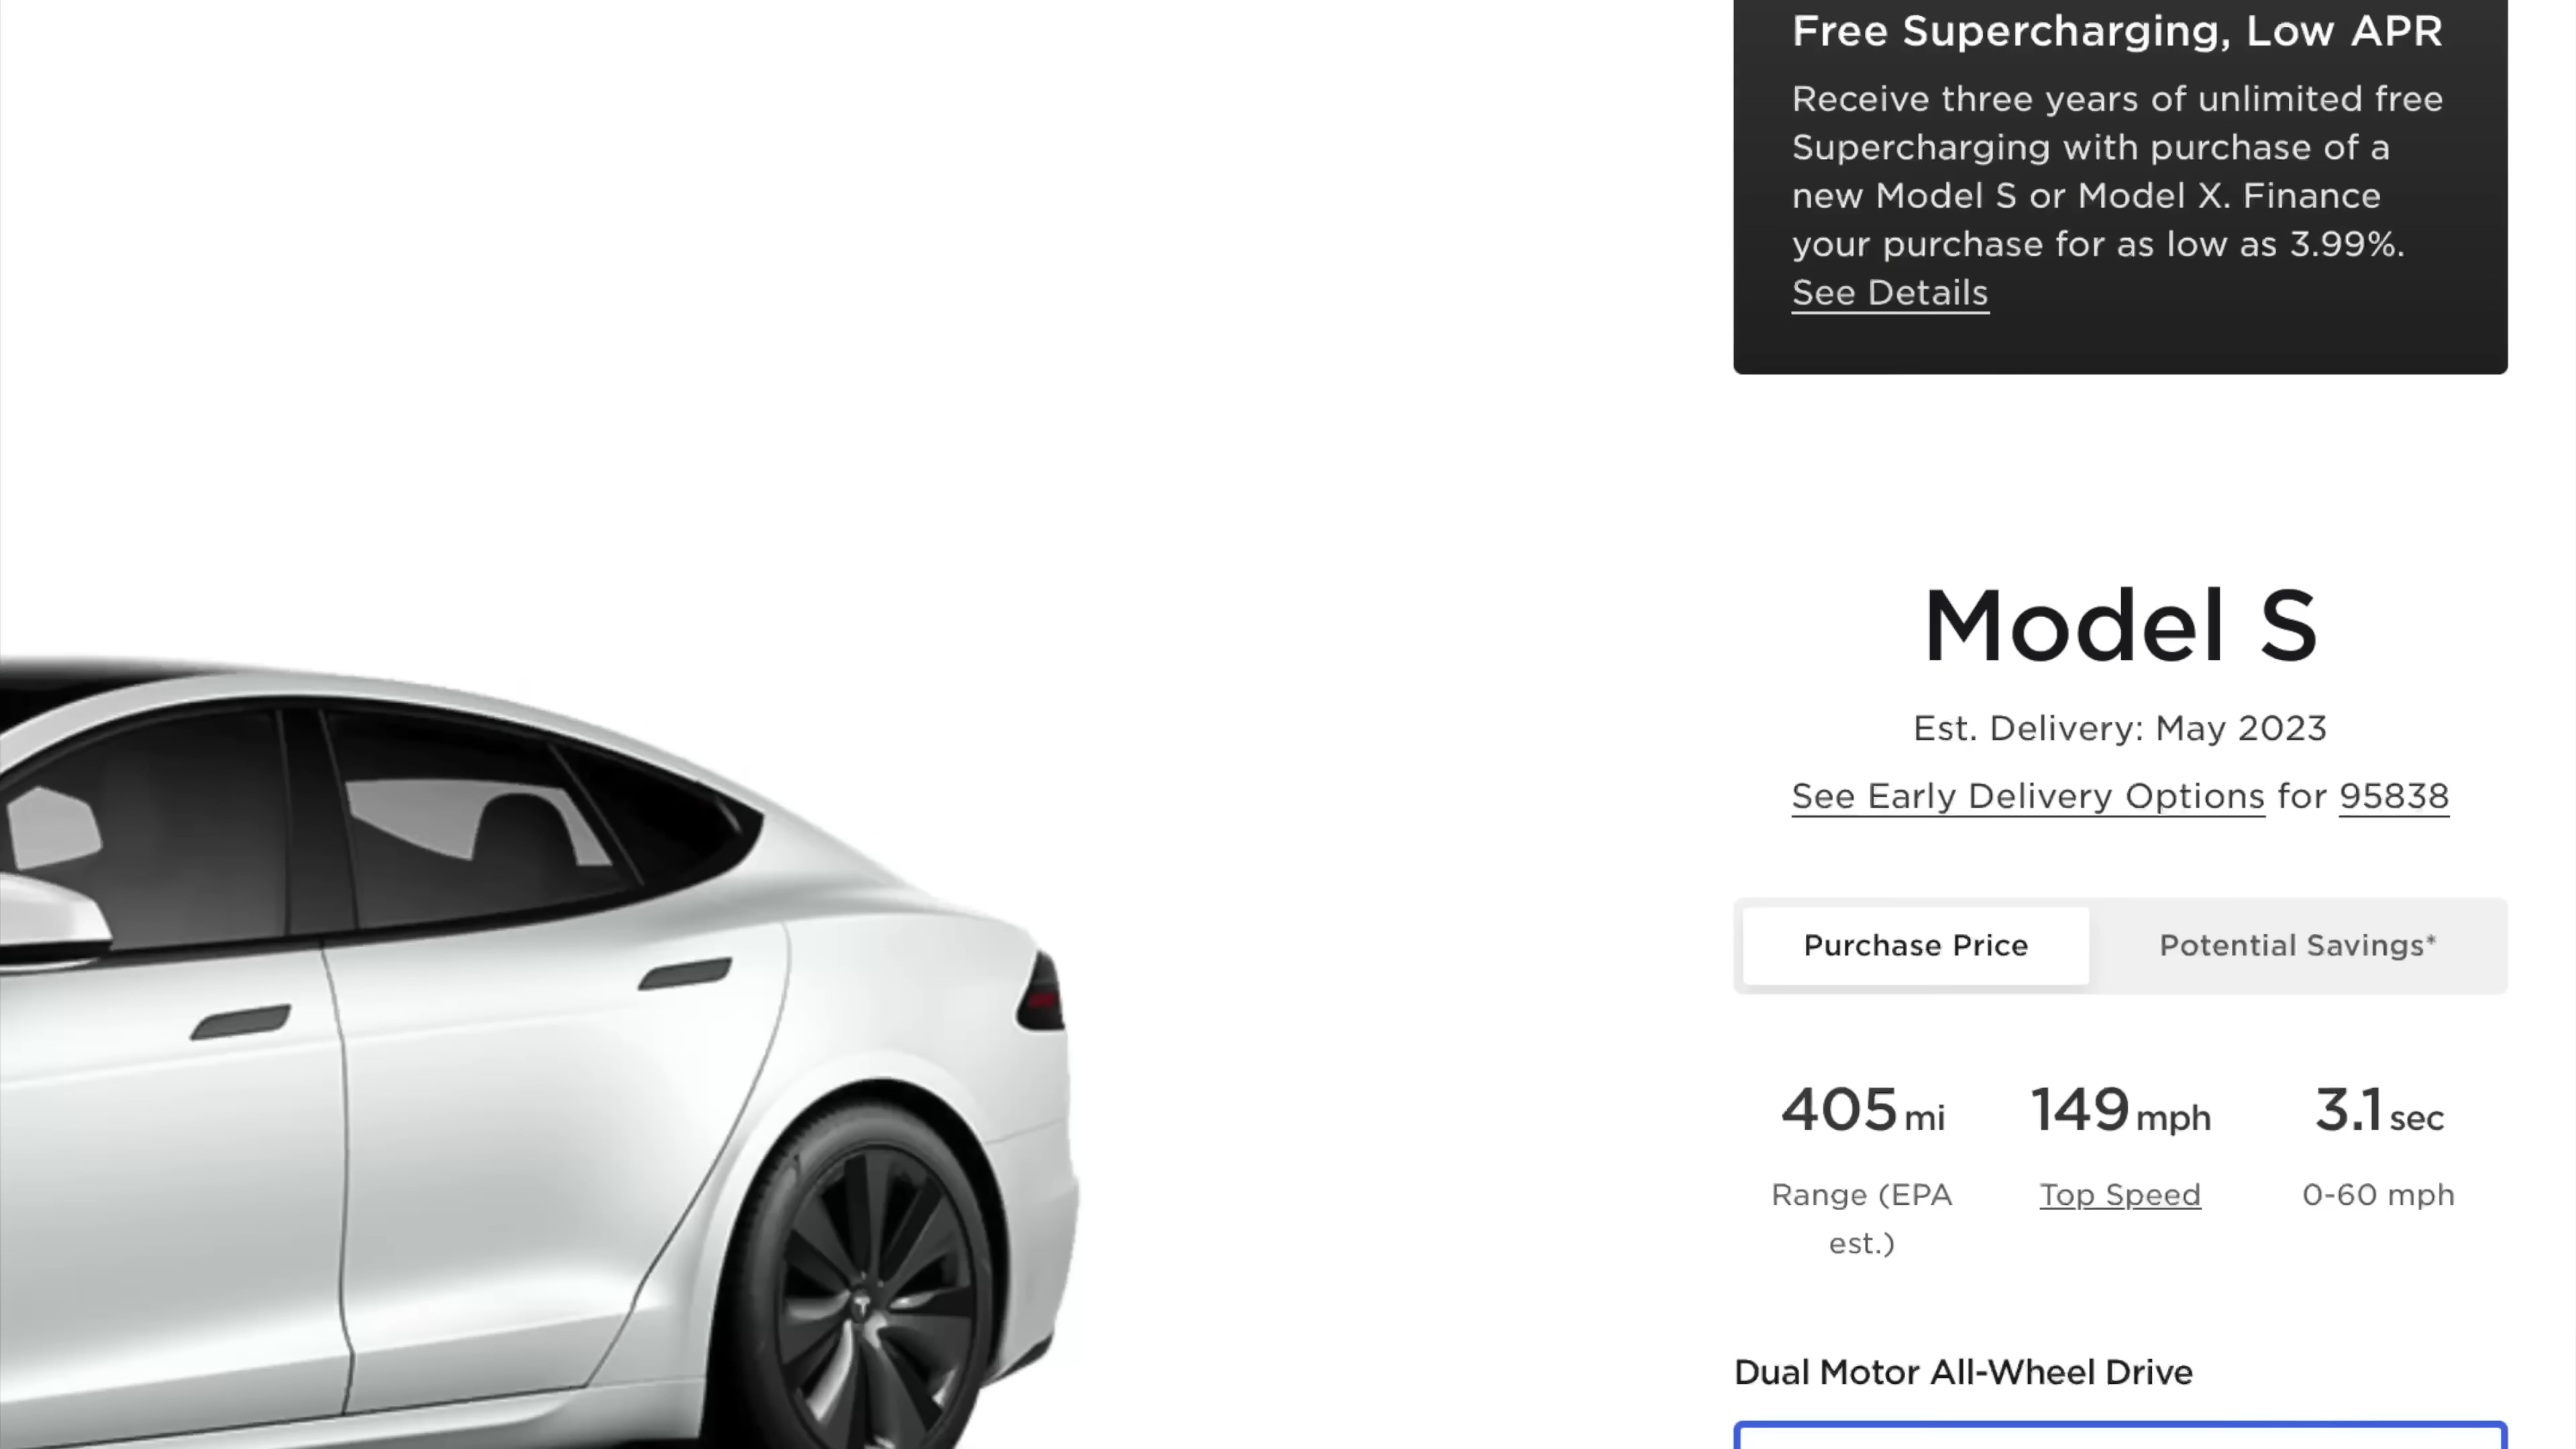 Free Supercharging, Low APR
Receive three years of unlimited free
Supercharging with purchase of a
new Model S or Model X. Finance
your purchase for as low as 3.99%.
See Details
Model S
Est. Delivery: May 2023
See Early Delivery Options for 95838
Purchase Price Potential Savings*
405 mi 149 mph 3.1 sec
Range (EPA est.) Top Speed 0-60 mph
Dual Motor All-Wheel Drive